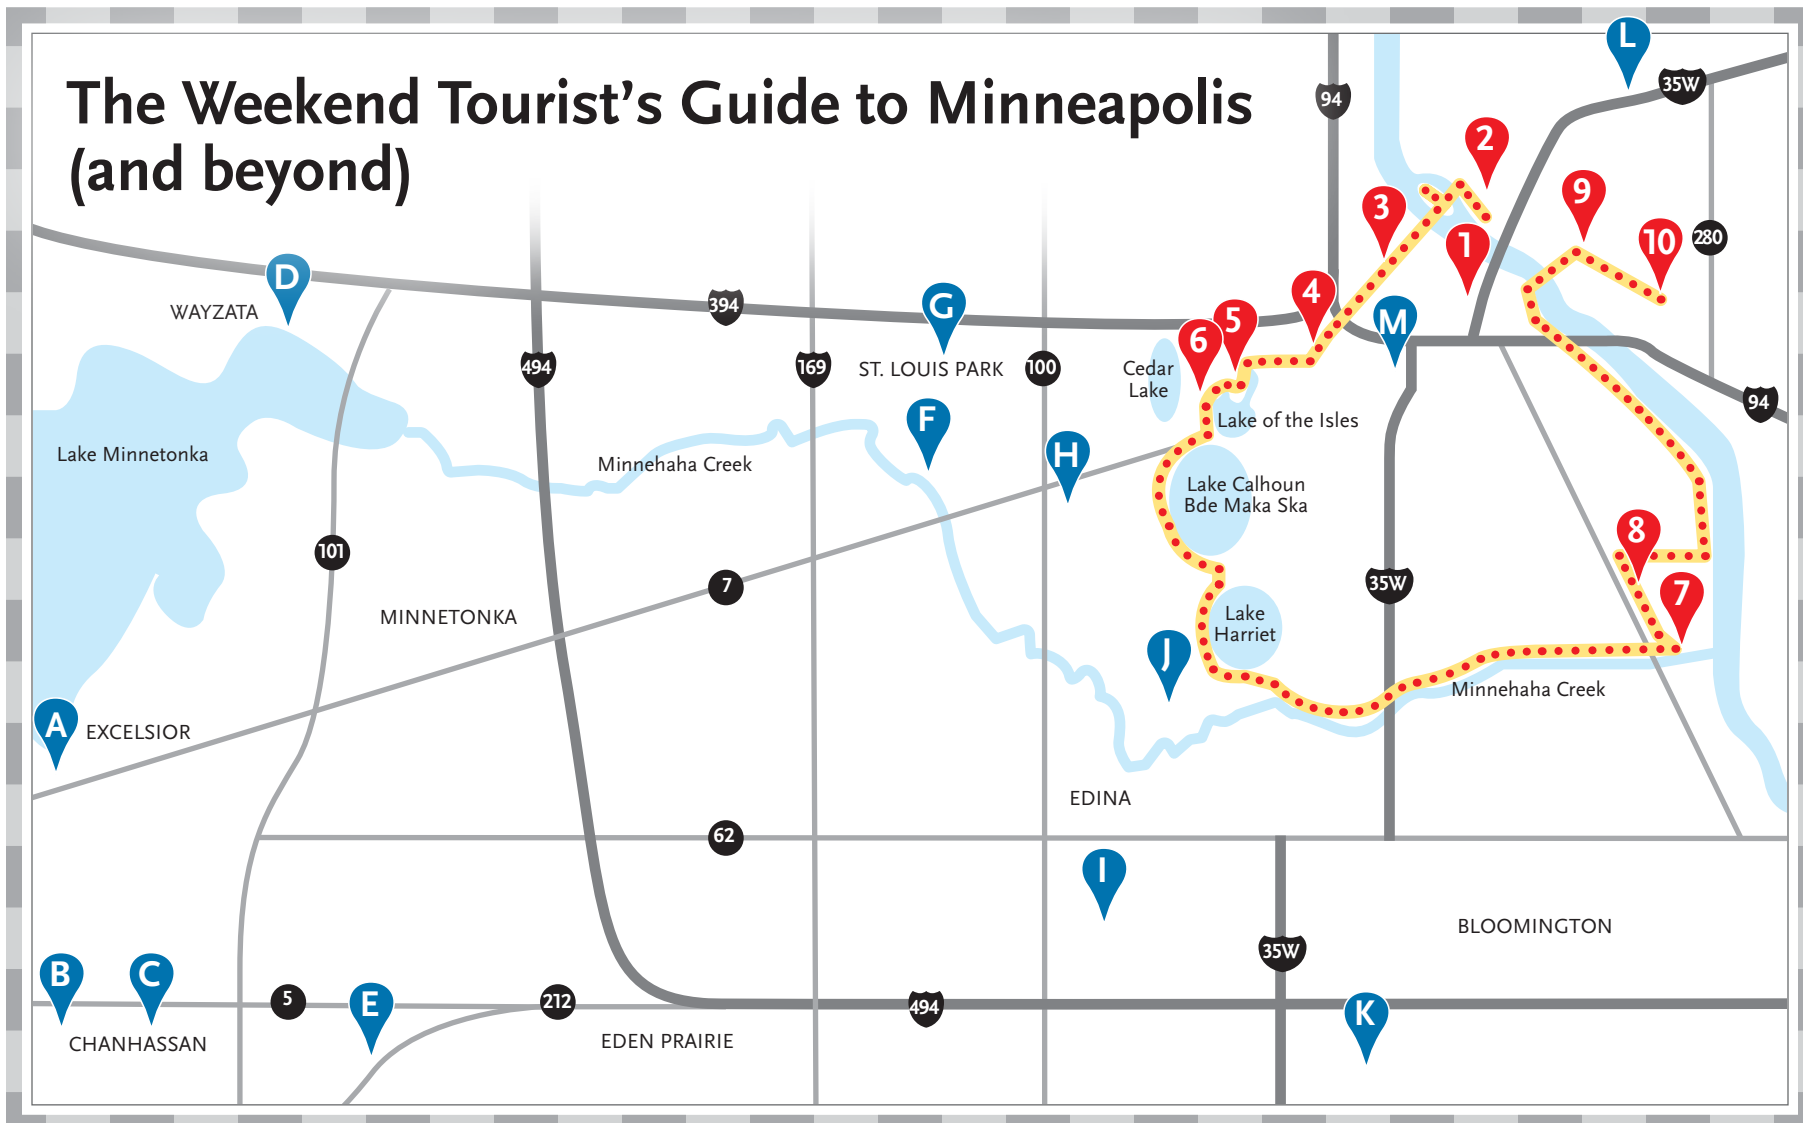 The Weekend Tourist's Guide to Minneapolis
(and beyond)
L
35W
94
2
9
3
10
280
1
D
WAYZATA
394
G
4
5
M
6
494
169
ST. LOUIS PARK
100
Cedar
Lake
94
F
Lake of the Isles
Lake Minnetonka
Minnehaha Creek
H
Lake Calhoun
Bde Maka Ska
101
8
7
35W
7
MINNETONKA
Lake
Harriet
J
Minnehaha Creek
A
EXCELSIOR
EDINA
62
I
BLOOMINGTON
35W
B
C
5
E
212
494
K
CHANHASSAN
EDEN PRAIRIE